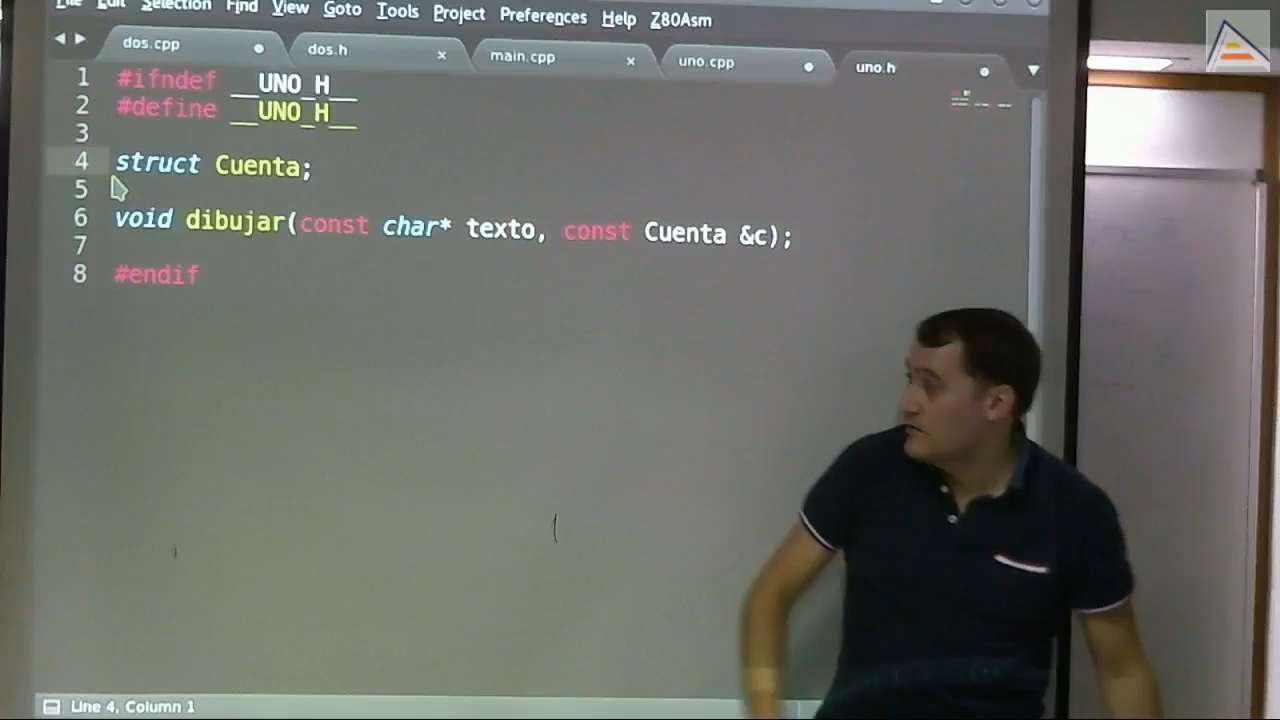 File Edit Selection Find View Goto Tools Project Preferences Help Z80Asm
dos.cpp dos.h main.cpp uno.cpp uno.h
1 #ifndef __UNO_H__
2 #define __UNO_H__
3
4 struct Cuenta;
5
6 void dibujar(const char* texto, const Cuenta &c);
7
8 #endif
Line 4, Column 1